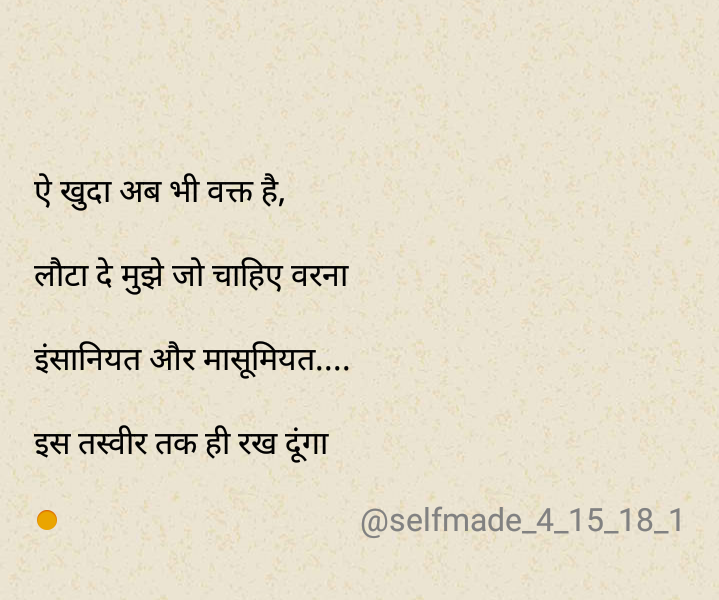 ऐ खुदा अब भी वक्त है,
लौटा दे मुझे जो चाहिए वरना
इंसानियत और मासूमियत....
इस तस्वीर तक ही रख दूंगा
@selfmade_4_15_18_1